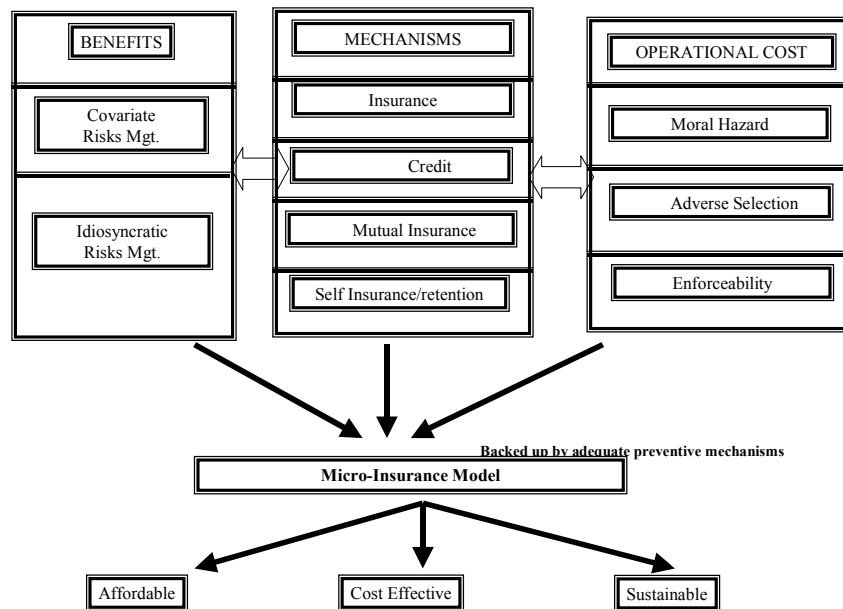 BENEFITS
Covariate
Risks Mgt.
Idiosyncratic
Risks Mgt.
MECHANISMS
Insurance
Credit
Mutual Insurance
Self Insurance/retention
OPERATIONAL COST
Moral Hazard
Adverse Selection
Enforceability
Backed up by adequate preventive mechanisms
Micro-Insurance Model
Affordable
Cost Effective
Sustainable